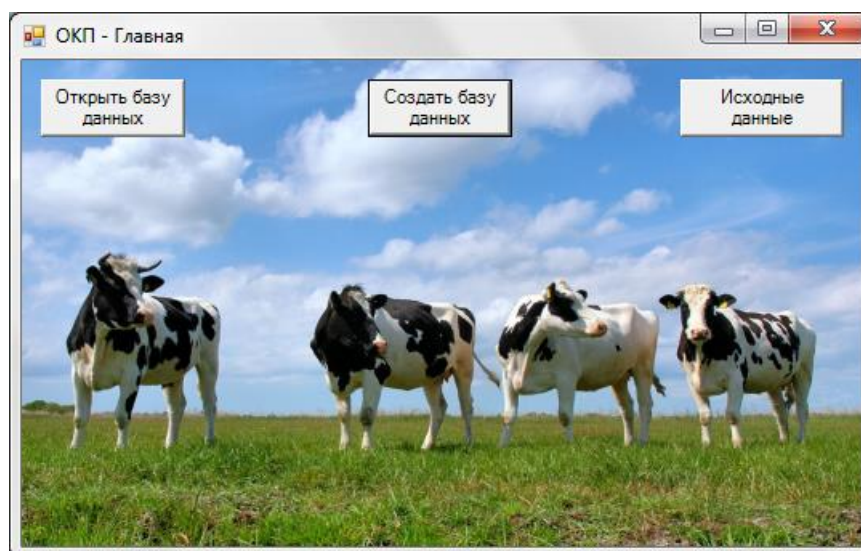 ОКП - Главная
Открыть базу
данных
Создать базу
данных
Исходные
данные